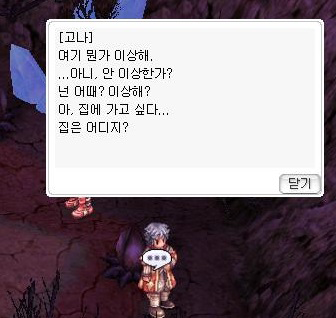 [고나]
여기 뭔가 이상해.
...아니, 안 이상한가?
넌 어때? 이상해?
아, 집에 가고 싶다...
집은 어디지?
닫기